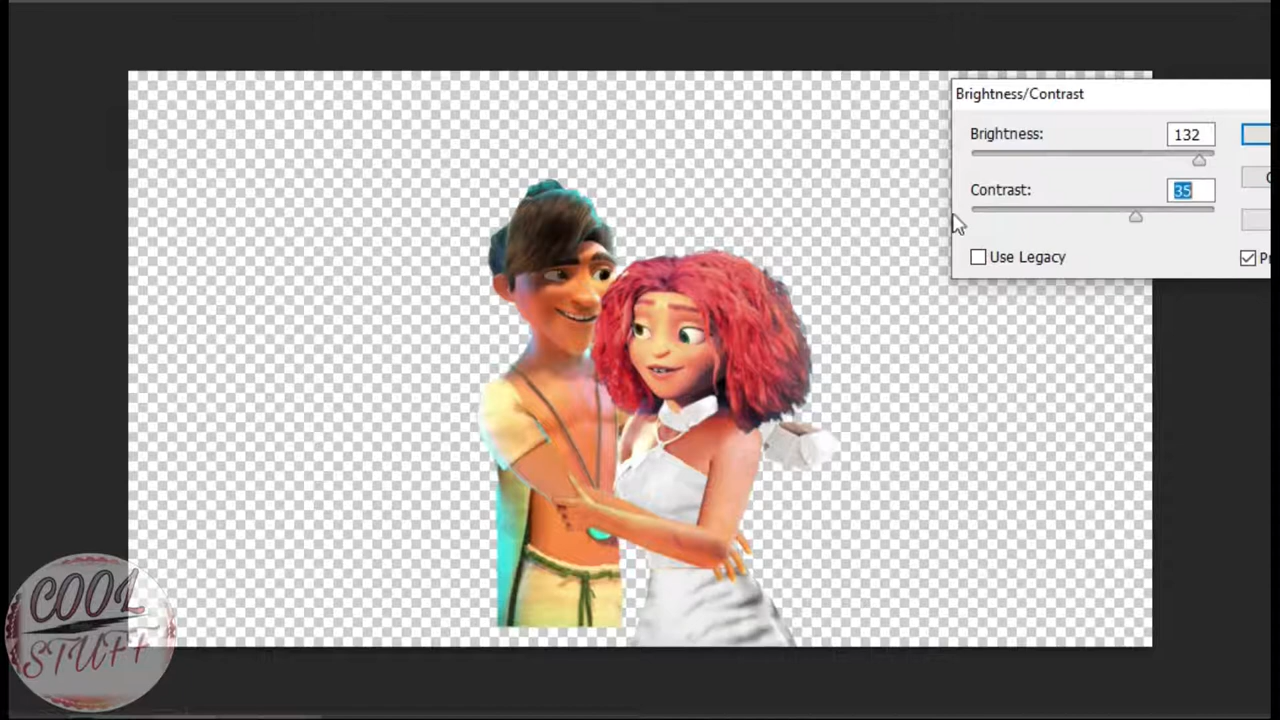 Brightness/Contrast
Brightness: 132
Contrast: 35
Use Legacy
COOL
STUFF